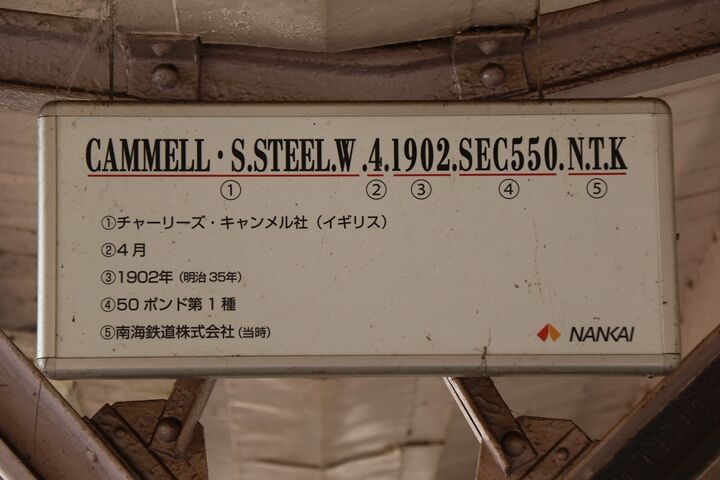 CAMMELL・S.STEEL.W.4.1902.SEC550.N.T.K
① ② ③ ④ ⑤
①チャーリーズ・キャンメル社（イギリス）
②4月
③1902年（明治35年）
④50ポンド第1種
⑤南海鉄道株式会社（当時）
NANKAI